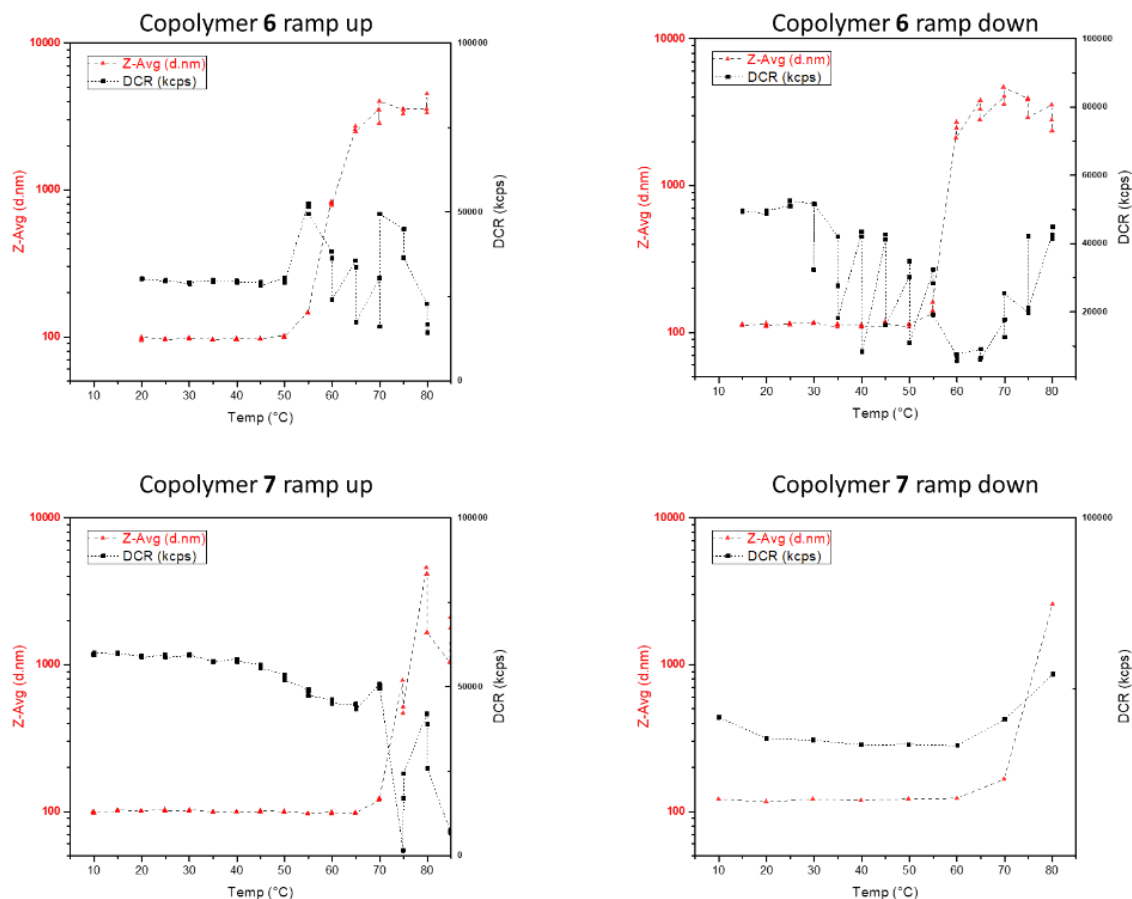 Copolymer 6 ramp up
10000
1000
100
Z-Avg (d.nm)
Z-Avg (d.nm)
DCR (kcps)
100000
50000
0
DCR (kcps)
10 20 30 40 50 60 70 80
Temp (°C)
Copolymer 6 ramp down
10000
1000
100
Z-Avg (d.nm)
Z-Avg (d.nm)
DCR (kcps)
100000
80000
60000
40000
20000
DCR (kcps)
10 20 30 40 50 60 70 80
Temp (°C)
Copolymer 7 ramp up
10000
1000
100
Z-Avg (d.nm)
Z-Avg (d.nm)
DCR (kcps)
100000
50000
0
DCR (kcps)
10 20 30 40 50 60 70 80
Temp (°C)
Copolymer 7 ramp down
10000
1000
100
Z-Avg (d.nm)
Z-Avg (d.nm)
DCR (kcps)
100000
DCR (kcps)
10 20 30 40 50 60 70 80
Temp (°C)